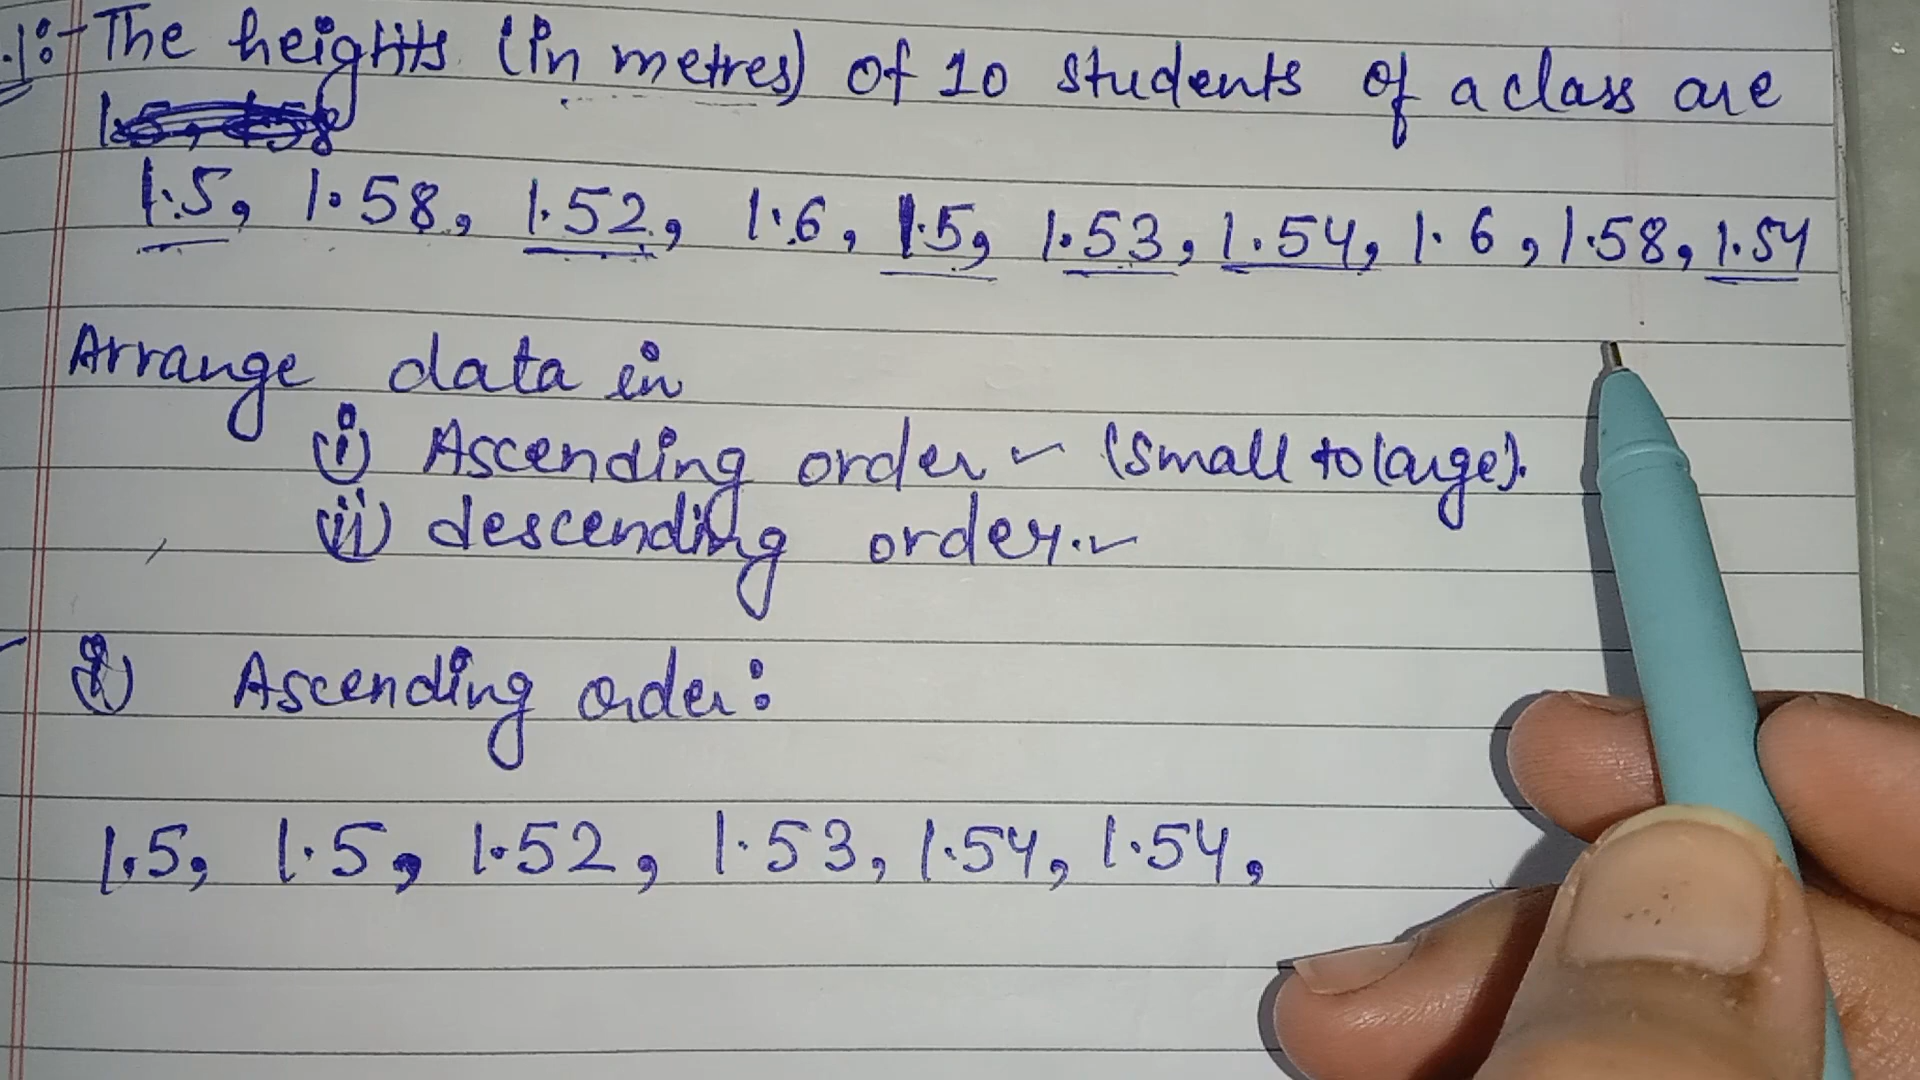 .1:- The heights (in metres) of 10 students of a class are
1.5, 1.58, 1.52, 1.6, 1.5, 1.53, 1.54, 1.6, 1.58, 1.54
Arrange data in
(i) Ascending order (Small to large).
(ii) descending order.
i) Ascending order:
1.5, 1.5, 1.52, 1.53, 1.54, 1.54,